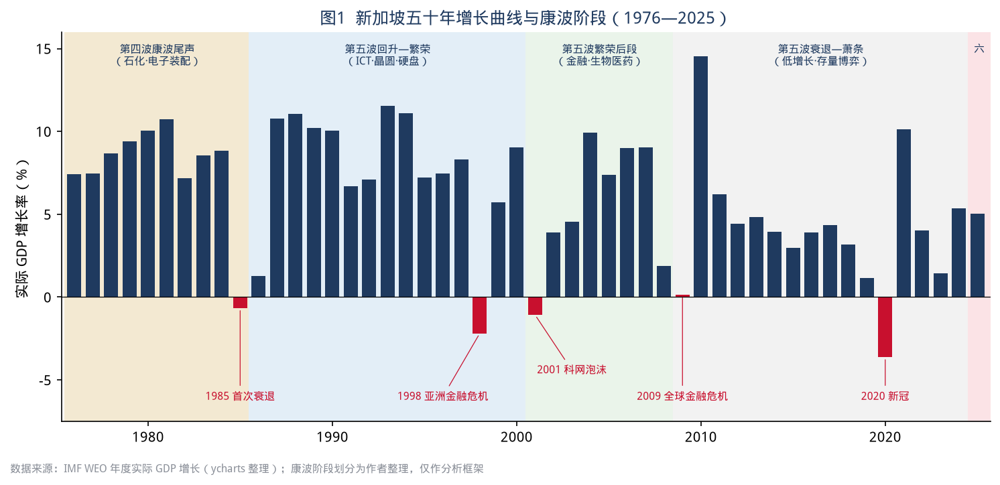 图1 新加坡五十年增长曲线与康波阶段（1976—2025）
第四波康波尾声
（石化·电子装配）
第五波回升—繁荣
（ICT·晶圆·硬盘）
第五波繁荣后段
（金融·生物医药）
第五波衰退—萧条
（低增长·存量博弈）
六
实际 GDP 增长率（%）
15
10
5
0
-5
1985 首次衰退
1998 亚洲金融危机
2001 科网泡沫
2009 全球金融危机
2020 新冠
1980
1990
2000
2010
2020
数据来源：IMF WEO 年度实际 GDP 增长（ycharts 整理）；康波阶段划分为作者整理，仅作分析框架